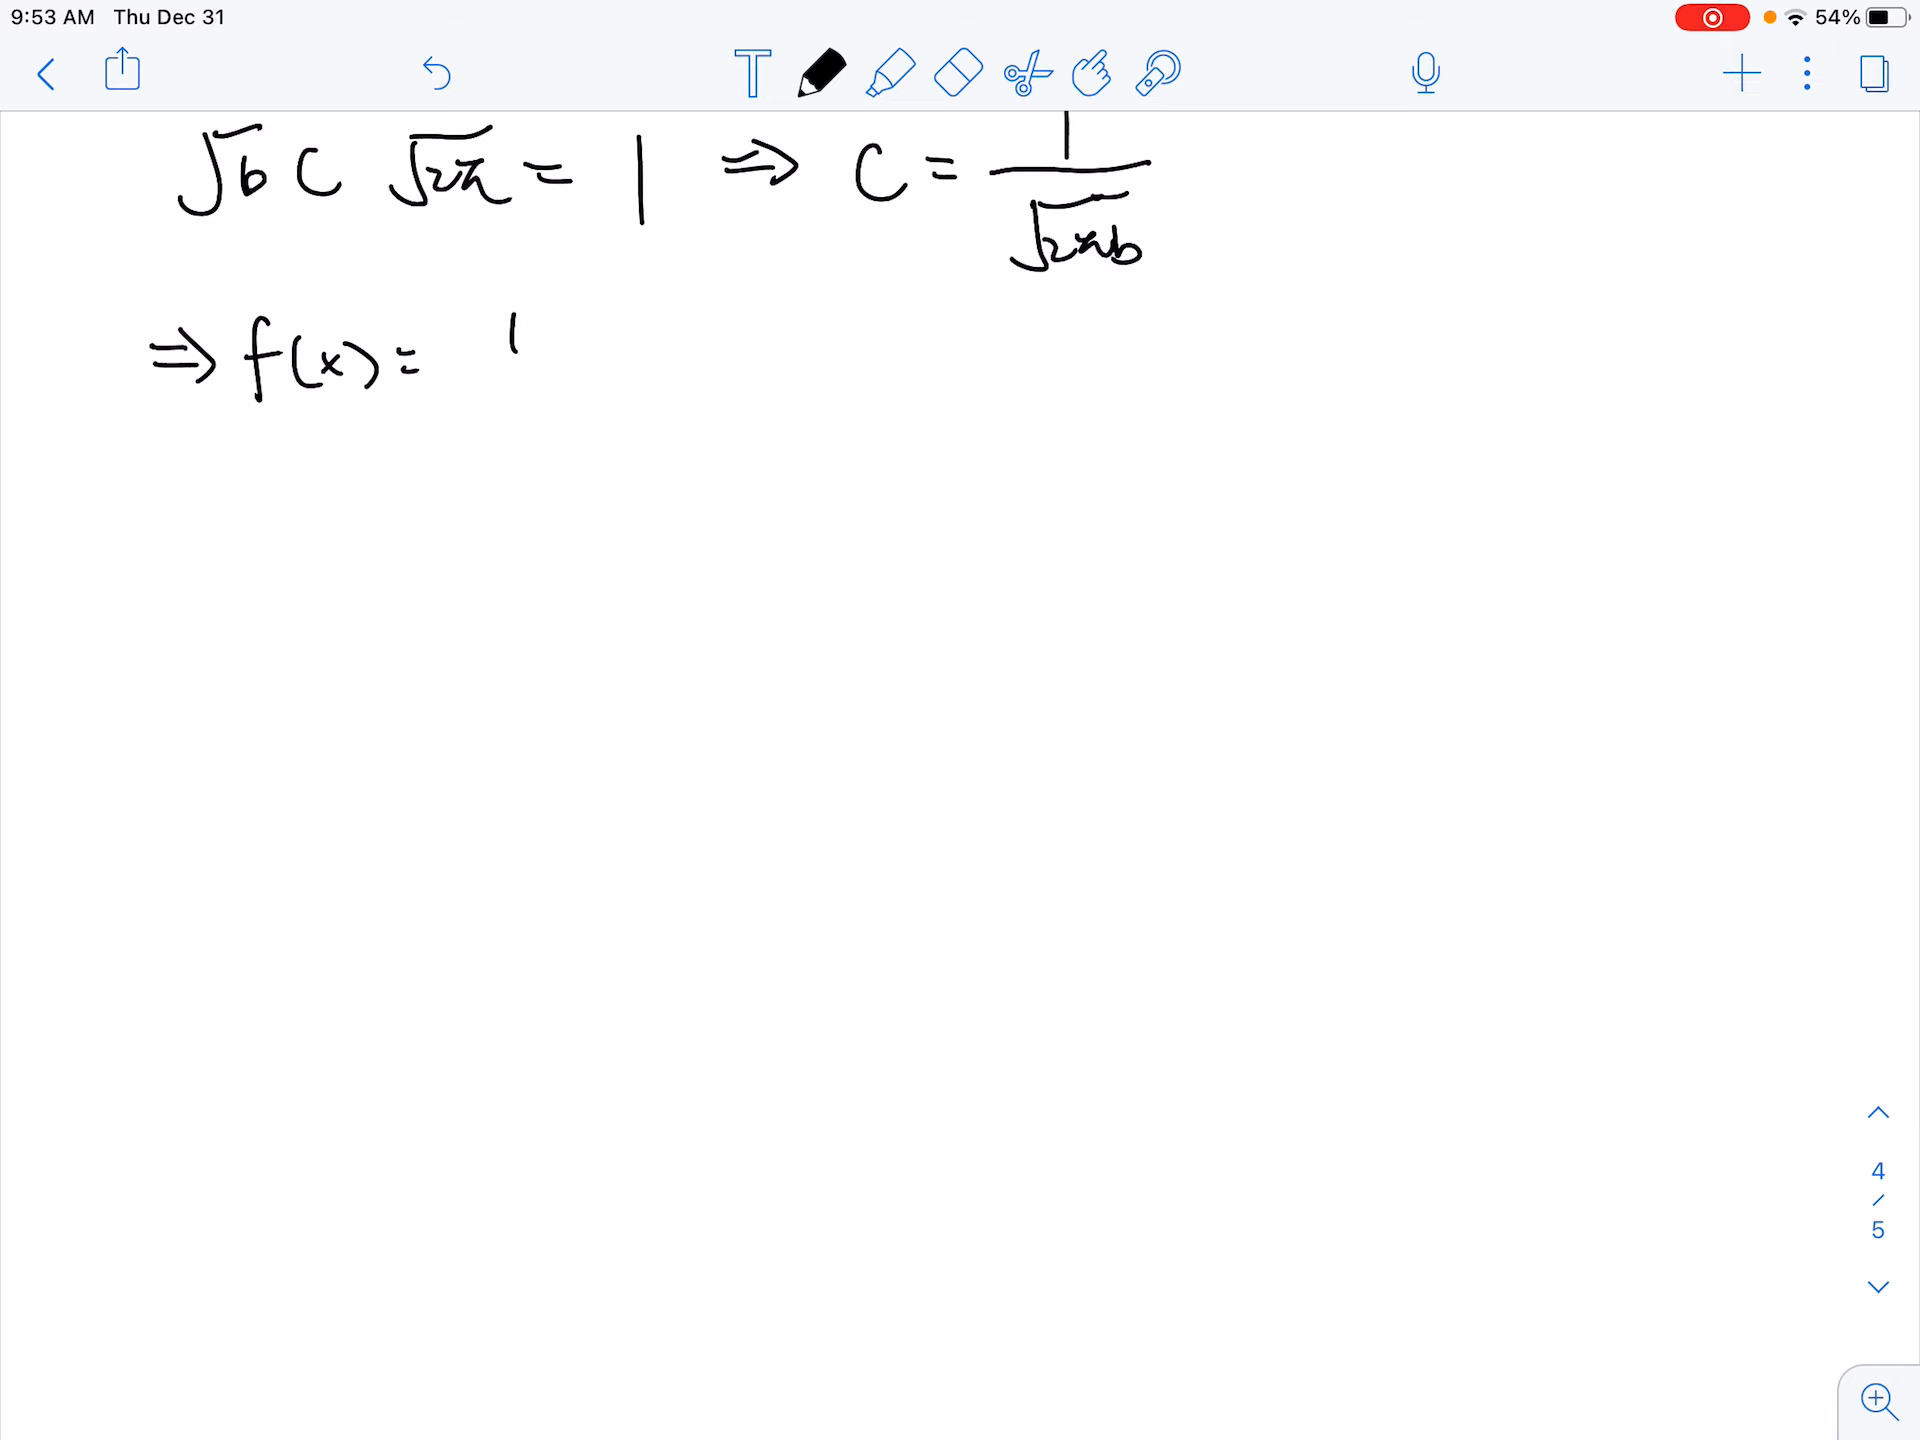 9:53 AM Thu Dec 31 54%
T
√b C √2π = 1 ⇒ C = 1/√2πb
⇒ f(x) = 1
4
/
5